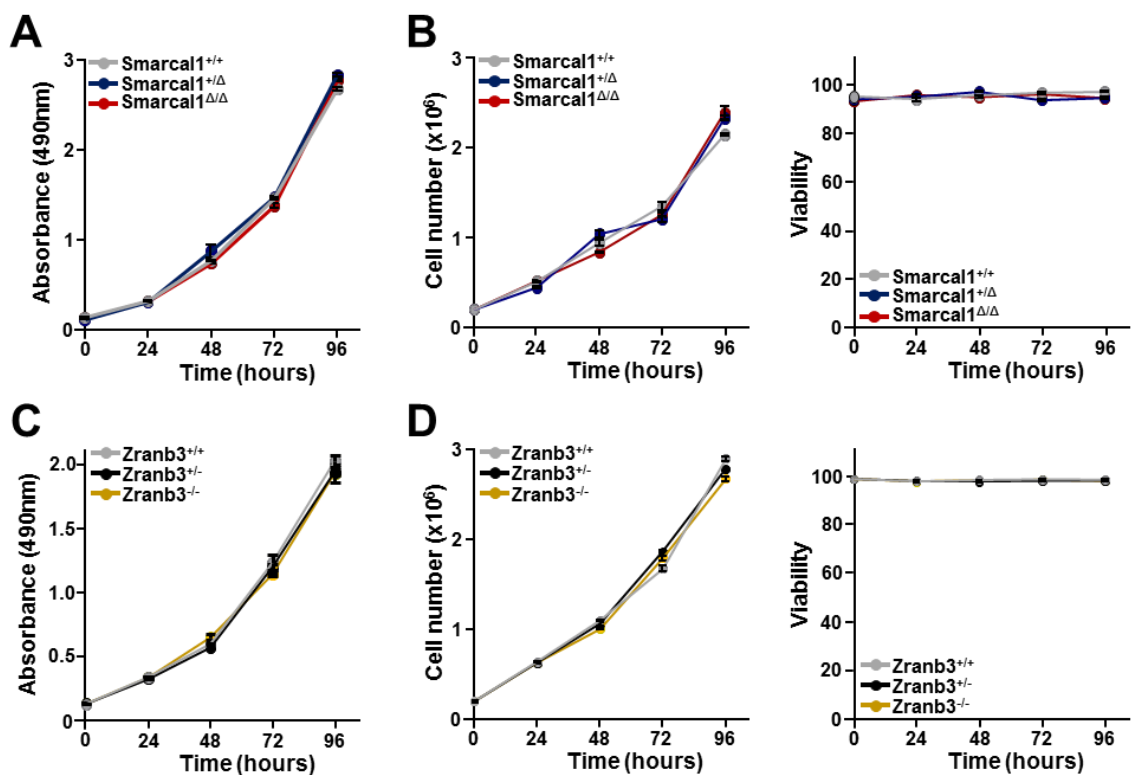 A
Smarcal1+/+
Smarcal1+/Δ
Smarcal1Δ/Δ
Absorbance (490nm)
3
2
1
0
0 24 48 72 96
Time (hours)
B
Smarcal1+/+
Smarcal1+/Δ
Smarcal1Δ/Δ
Cell number (x10⁶)
3
2
1
0
0 24 48 72 96
Time (hours)
Viability
100
80
60
40
20
0
Smarcal1+/+
Smarcal1+/Δ
Smarcal1Δ/Δ
0 24 48 72 96
Time (hours)
C
Zranb3+/+
Zranb3+/-
Zranb3-/-
Absorbance (490nm)
2.0
1.5
1.0
0.5
0
0 24 48 72 96
Time (hours)
D
Zranb3+/+
Zranb3+/-
Zranb3-/-
Cell number (x10⁶)
3
2
1
0
0 24 48 72 96
Time (hours)
Viability
100
80
60
40
20
0
Zranb3+/+
Zranb3+/-
Zranb3-/-
0 24 48 72 96
Time (hours)